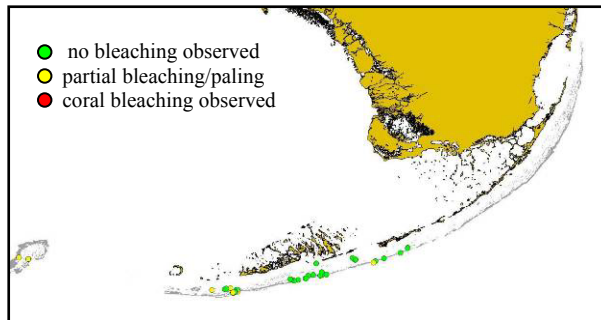 no bleaching observed
partial bleaching/paling
coral bleaching observed